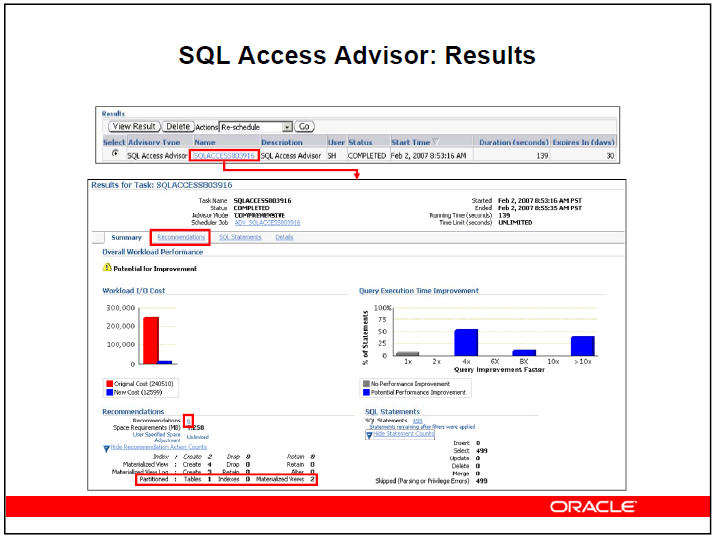 SQL Access Advisor: Results
Results
View Result Delete Actions Re-schedule Go
Select Advisory Type Name Description User Status Start Time Duration (seconds) Expires In (days)
SQL Access Advisor SQLACCESS803916 SQL Access Advisor SH COMPLETED Feb 2, 2007 8:53:16 AM 139 30
Results for Task: SQLACCESS803916
Task Name SQLACCESS803916 Started Feb 2, 2007 8:53:16 AM PST
Status COMPLETED Ended Feb 2, 2007 8:55:35 AM PST
Advisor Mode COMPREHENSIVE Running Time (seconds) 139
Scheduler Job ADV_SQLACCESS803916 Time Limit (seconds) UNLIMITED
Summary Recommendations SQL Statements Details
Overall Workload Performance
Potential for Improvement
Workload I/O Cost
300,000
200,000
100,000
0
Original Cost (240510)
New Cost (12599)
Query Execution Time Improvement
% of Statements
100%
75
50
25
0
1x 2x 4x 6X 8X 10x >10x
Query Improvement Factor
No Performance Improvement
Potential Performance Improvement
Recommendations
Recommendations
Space Requirements (MB)
User Specified Space Adjustment Unlimited
Hide Recommendation Action Counts
Index : Create 2 Drop 0 Retain 0
Materialized View : Create 4 Drop 0 Retain 0
Materialized View Log : Create 3 Retain 0 Alter 0
Partitioned : Tables 1 Indexes 0 Materialized Views 2
SQL Statements
SQL Statements 499
Statements remaining after filters were applied
Hide Statement Counts
Insert 0
Select 499
Update 0
Delete 0
Merge 0
Skipped (Parsing or Privilege Errors) 499
ORACLE